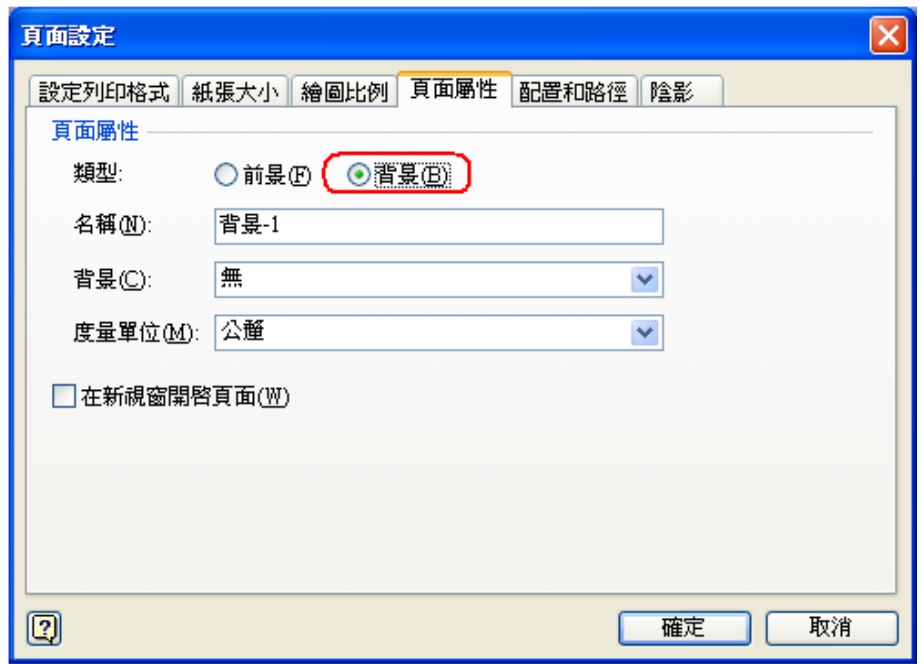 頁面設定
設定列印格式 紙張大小 繪圖比例 頁面屬性 配置和路徑 陰影
頁面屬性
類型: 前景(F) 背景(B)
名稱(N): 背景-1
背景(C): 無
度量單位(M): 公釐
在新視窗開啓頁面(W)
?
確定 取消